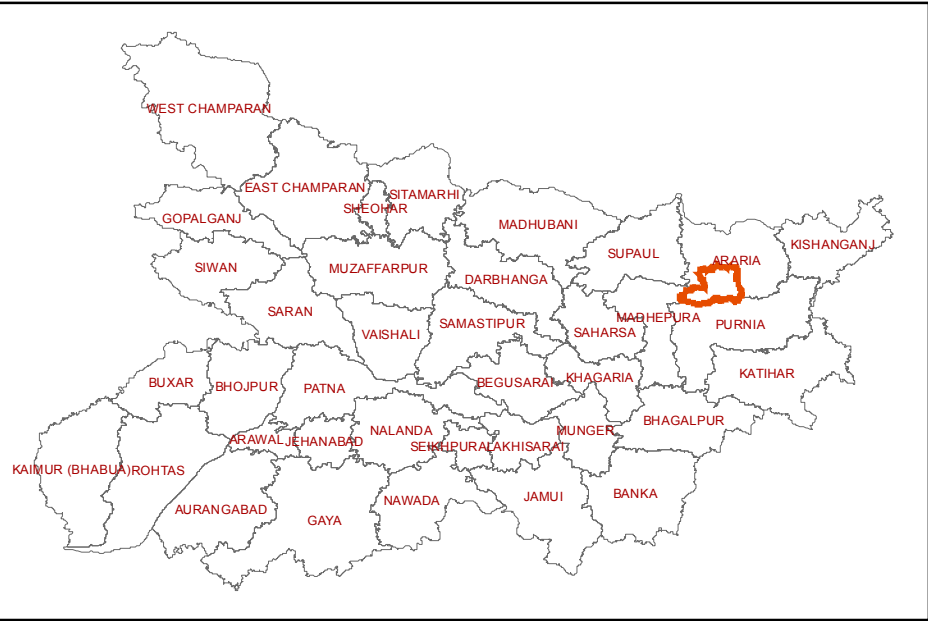 WEST CHAMPARAN
EAST CHAMPARAN
SITAMARHI
SHEOHAR
GOPALGANJ
MADHUBANI
KISHANGANJ
SUPAUL
ARARIA
SIWAN
MUZAFFARPUR
DARBHANGA
SARAN
MADHEPURA
SAMASTIPUR
PURNIA
VAISHALI
SAHARSA
KATIHAR
KHAGARIA
BUXAR
BHOJPUR
PATNA
BEGUSARAI
BHAGALPUR
NALANDA
MUNGER
ARAWAL
JEHANABAD
SEIKHPURA
LAKHISARAI
KAIMUR (BHABUA)
ROHTAS
BANKA
JAMUI
NAWADA
AURANGABAD
GAYA